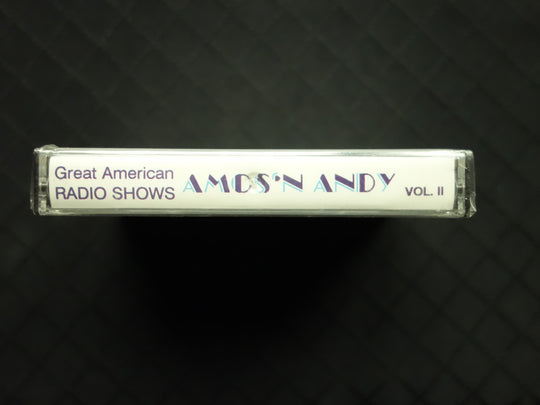 Great American
RADIO SHOWS
AMOS'N ANDY
VOL. II